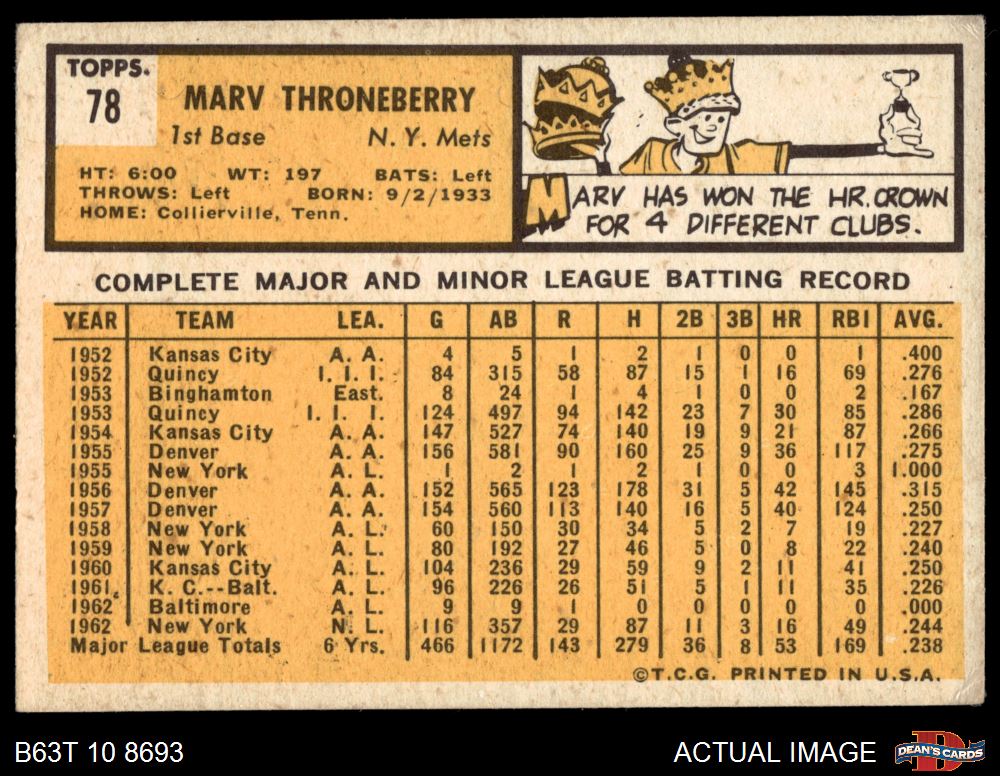 TOPPS.
78
MARV THRONEBERRY
1st Base N. Y. Mets
HT: 6:00 WT: 197 BATS: Left
THROWS: Left BORN: 9/2/1933
HOME: Collierville, Tenn.
MARV HAS WON THE HR. CROWN
FOR 4 DIFFERENT CLUBS.
COMPLETE MAJOR AND MINOR LEAGUE BATTING RECORD
YEAR TEAM LEA. G AB R H 2B 3B HR RBI AVG.
1952 Kansas City A. A. 4 5 1 2 1 0 0 1 .400
1952 Quincy I. I. I. 84 315 58 87 15 1 16 69 .276
1953 Binghamton East. 8 24 1 4 1 0 0 2 .167
1953 Quincy I. I. I. 124 497 94 142 23 7 30 85 .286
1954 Kansas City A. A. 147 527 74 140 19 9 21 87 .266
1955 Denver A. A. 156 581 90 160 25 9 36 117 .275
1955 New York A. L. 1 2 1 2 1 0 0 3 1.000
1956 Denver A. A. 152 565 123 178 31 5 42 145 .315
1957 Denver A. A. 154 560 113 140 16 5 40 124 .250
1958 New York A. L. 60 150 30 34 5 2 7 19 .227
1959 New York A. L. 80 192 27 46 5 0 8 22 .240
1960 Kansas City A. L. 104 236 29 59 9 2 11 41 .250
1961 K. C.--Balt. A. L. 96 226 26 51 5 1 11 35 .226
1962 Baltimore A. L. 9 9 1 0 0 0 0 0 .000
1962 New York N. L. 116 357 29 87 11 3 16 49 .244
Major League Totals 6 Yrs. 466 1172 143 279 36 8 53 169 .238
©T.C.G. PRINTED IN U.S.A.
B63T 10 8693 ACTUAL IMAGE DEAN'S CARDS